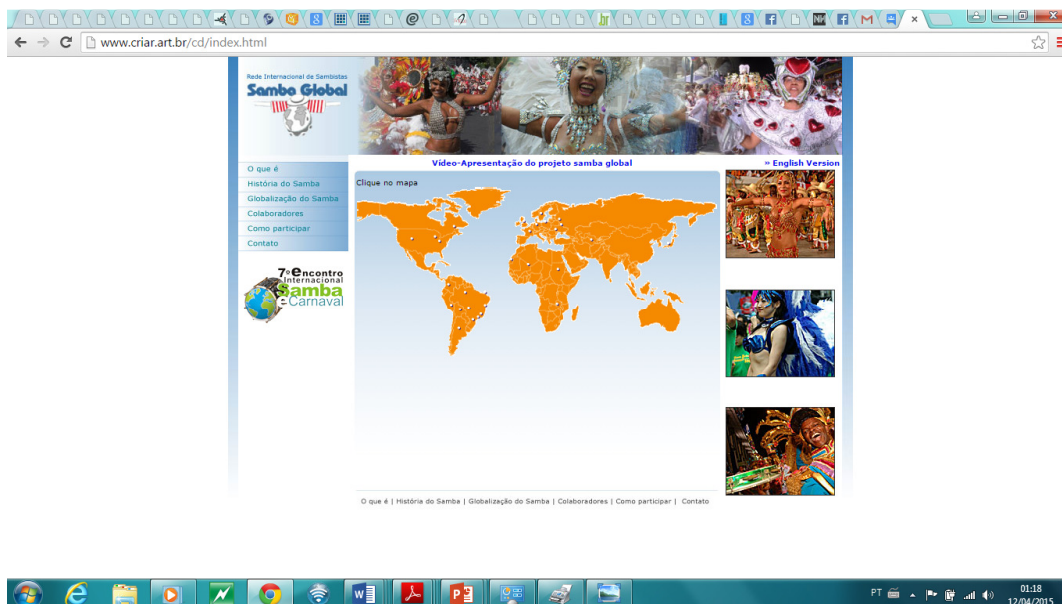 www.criar.art.br/cd/index.html
Rede Internacional de Sambistas
Samba Global
Vídeo-Apresentação do projeto samba global
» English Version
O que é
História do Samba
Globalização do Samba
Colaboradores
Como participar
Contato
Clique no mapa
7º Encontro
Internacional
Samba
e Carnaval
O que é | História do Samba | Globalização do Samba | Colaboradores | Como participar | Contato
PT
01:18
12/04/2015